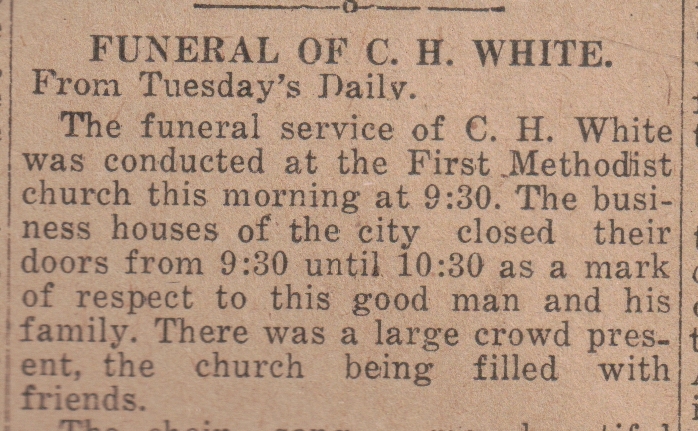 FUNERAL OF C. H. WHITE.
From Tuesday's Daily.
The funeral service of C. H. White
was conducted at the First Methodist
church this morning at 9:30. The busi-
ness houses of the city closed their
doors from 9:30 until 10:30 as a mark
of respect to this good man and his
family. There was a large crowd pres-
ent, the church being filled with
friends.
The choir sang